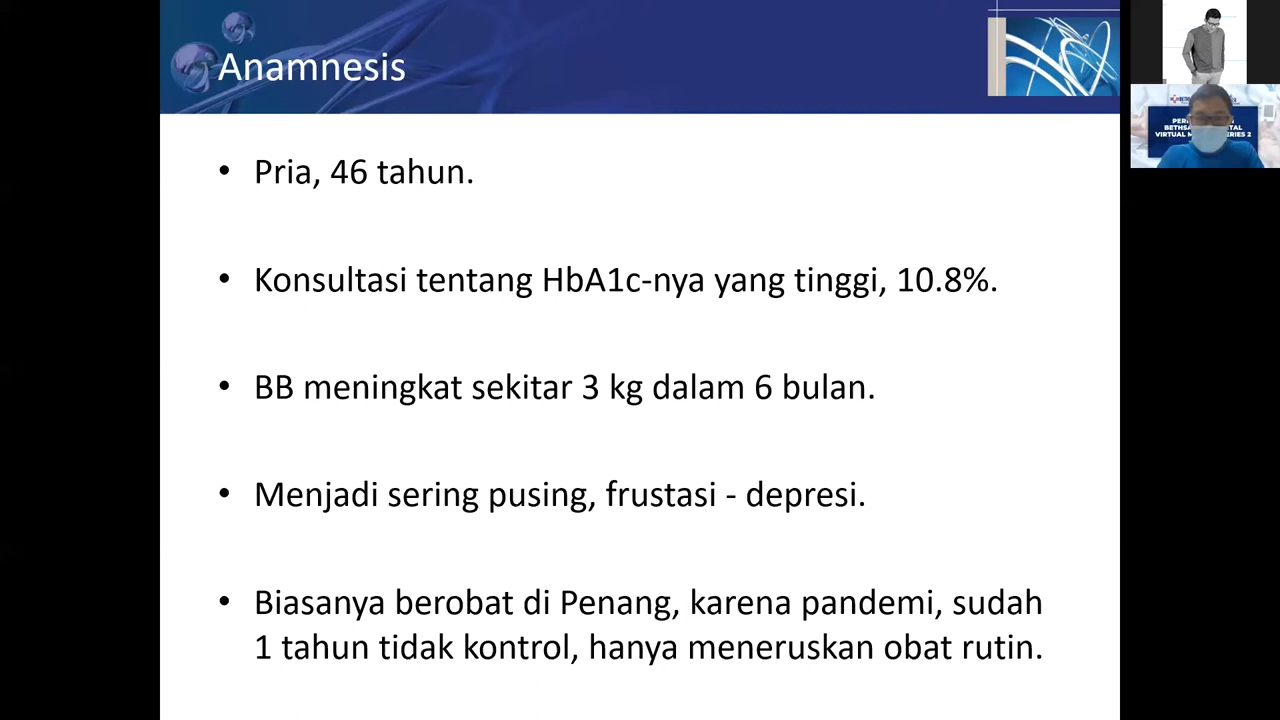 Anamnesis
• Pria, 46 tahun.
• Konsultasi tentang HbA1c-nya yang tinggi, 10.8%.
• BB meningkat sekitar 3 kg dalam 6 bulan.
• Menjadi sering pusing, frustasi - depresi.
• Biasanya berobat di Penang, karena pandemi, sudah
1 tahun tidak kontrol, hanya meneruskan obat rutin.
VIRTUAL